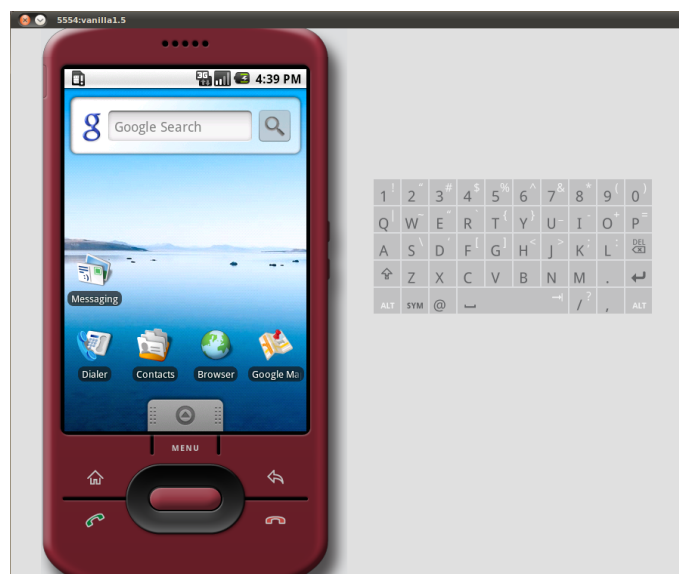 5554:vanilla1.5
3G 4:39 PM
g Google Search
Messaging
Dialer Contacts Browser Google Ma
MENU
1 ! 2 " 3 # 4 $ 5 % 6 ^ 7 & 8 * 9 ( 0 )
Q | W ~ E " R ` T { Y } U _ I - O + P =
A S \ D ' F [ G ] H < J > K ; L : DEL
Z X C V B N M .
ALT SYM @ / ? , ALT